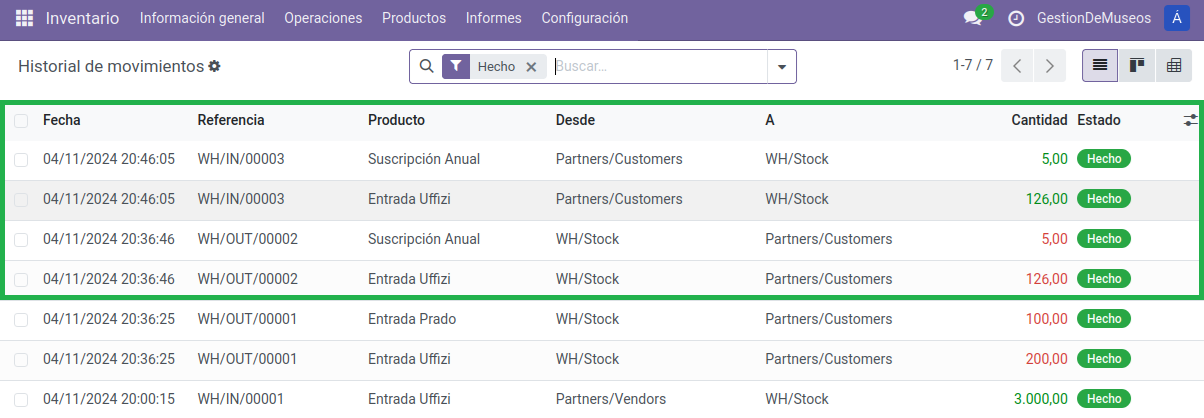 Inventario Información general Operaciones Productos Informes Configuración 2 GestionDeMuseos Á
Historial de movimientos Hecho Buscar... 1-7 / 7
Fecha Referencia Producto Desde A Cantidad Estado
04/11/2024 20:46:05 WH/IN/00003 Suscripción Anual Partners/Customers WH/Stock 5,00 Hecho
04/11/2024 20:46:05 WH/IN/00003 Entrada Uffizi Partners/Customers WH/Stock 126,00 Hecho
04/11/2024 20:36:46 WH/OUT/00002 Suscripción Anual WH/Stock Partners/Customers 5,00 Hecho
04/11/2024 20:36:46 WH/OUT/00002 Entrada Uffizi WH/Stock Partners/Customers 126,00 Hecho
04/11/2024 20:36:25 WH/OUT/00001 Entrada Prado WH/Stock Partners/Customers 100,00 Hecho
04/11/2024 20:36:25 WH/OUT/00001 Entrada Uffizi WH/Stock Partners/Customers 200,00 Hecho
04/11/2024 20:00:15 WH/IN/00001 Entrada Uffizi Partners/Vendors WH/Stock 3.000,00 Hecho